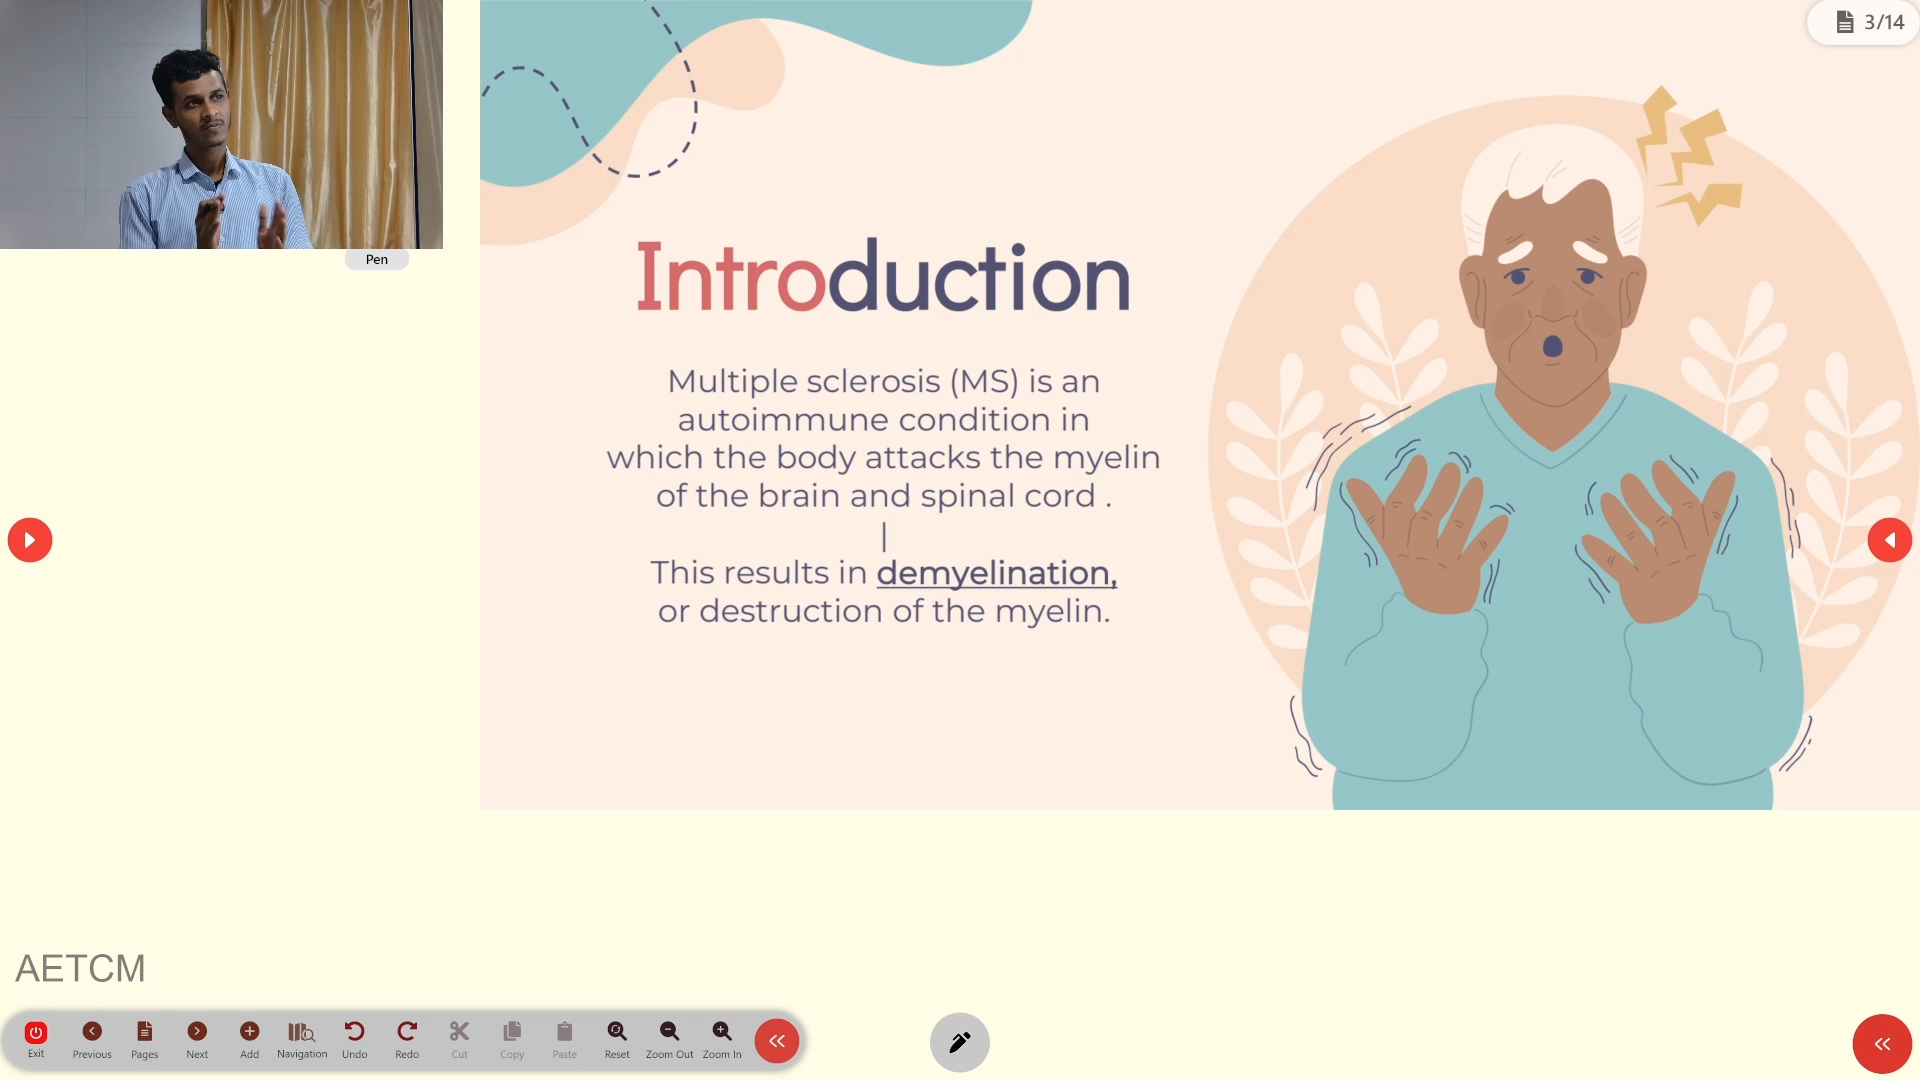 3/14
Pen
Introduction
Multiple sclerosis (MS) is an
autoimmune condition in
which the body attacks the myelin
of the brain and spinal cord .
|
This results in demyelination,
or destruction of the myelin.
AETCM
Exit
Previous
Pages
Next
Add
Navigation
Undo
Redo
Cut
Copy
Paste
Reset
Zoom Out
Zoom In